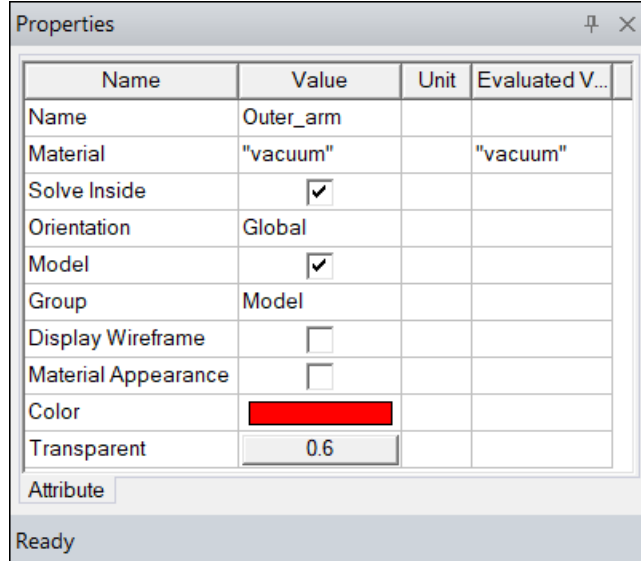 Properties
Name Value Unit Evaluated V...
Name Outer_arm
Material "vacuum" "vacuum"
Solve Inside
Orientation Global
Model
Group Model
Display Wireframe
Material Appearance
Color
Transparent 0.6
Attribute
Ready